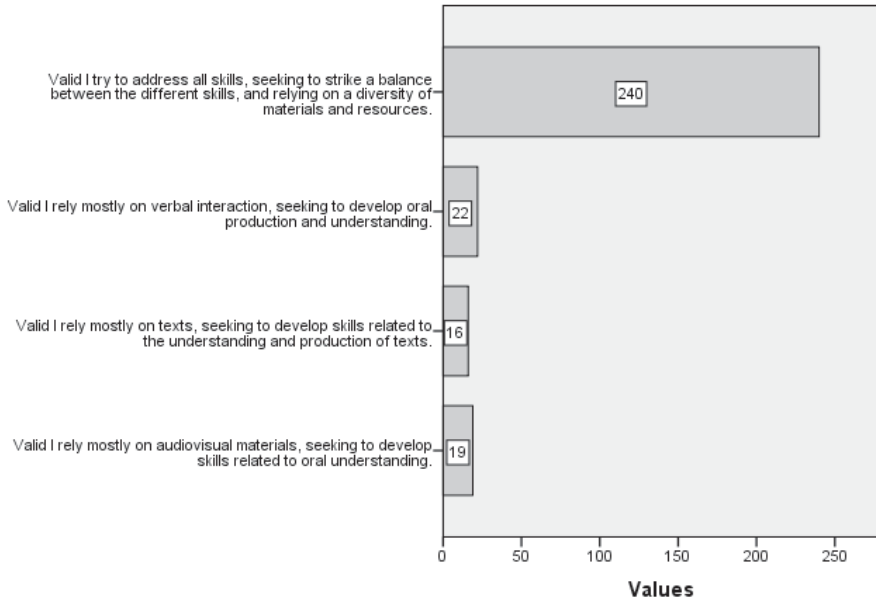 Valid I try to address all skills, seeking to strike a balance
between the different skills, and relying on a diversity of
materials and resources.
240
Valid I rely mostly on verbal interaction, seeking to develop oral
production and understanding.
22
Valid I rely mostly on texts, seeking to develop skills related to
the understanding and production of texts.
16
Valid I rely mostly on audiovisual materials, seeking to develop
skills related to oral understanding.
19
0 50 100 150 200 250
Values